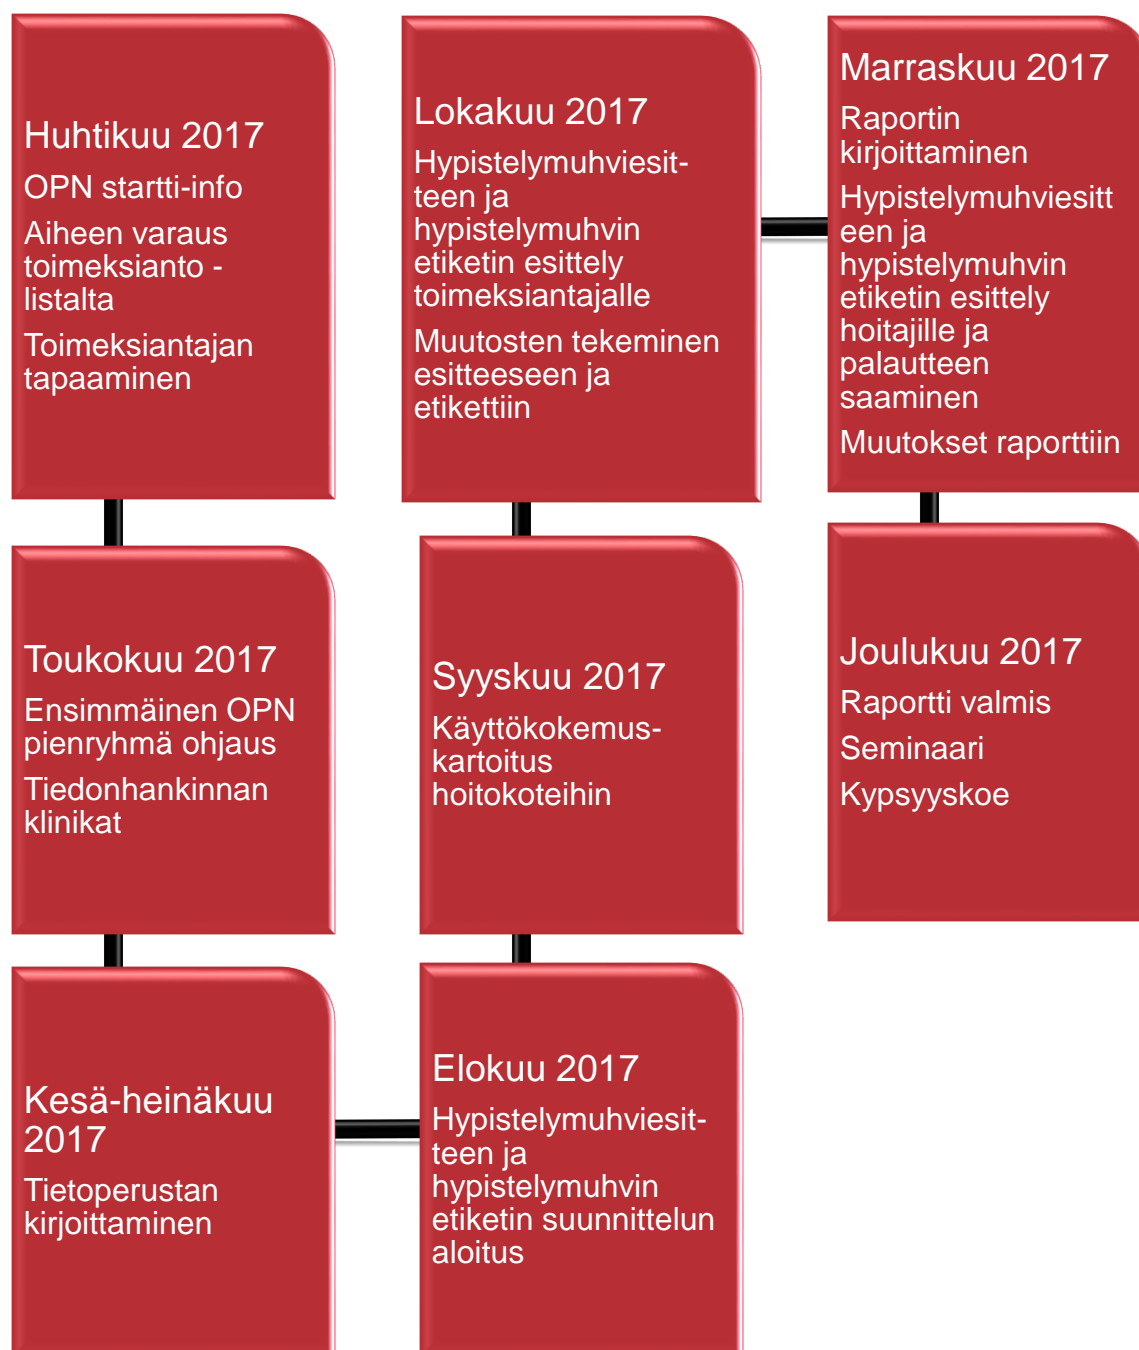 Huhtikuu 2017
OPN startti-info
Aiheen varaus
toimeksianto -
listalta
Toimeksiantajan
tapaaminen
Toukokuu 2017
Ensimmäinen OPN
pienryhmä ohjaus
Tiedonhankinnan
klinikat
Kesä-heinäkuu
2017
Tietoperustan
kirjoittaminen
Elokuu 2017
Hypistelymuhviesit-
teen ja
hypistelymuhvin
etiketin suunnittelun
aloitus
Syyskuu 2017
Käyttökokemus-
kartoitus
hoitokoteihin
Lokakuu 2017
Hypistelymuhviesit-
teen ja
hypistelymuhvin
etiketin esittely
toimeksiantajalle
Muutosten tekeminen
esitteeseen ja
etikettiin
Marraskuu 2017
Raportin
kirjoittaminen
Hypistelymuhviesitt
een ja
hypistelymuhvin
etiketin esittely
hoitajille ja
palautteen
saaminen
Muutokset raporttiin
Joulukuu 2017
Raportti valmis
Seminaari
Kypsyyskoe